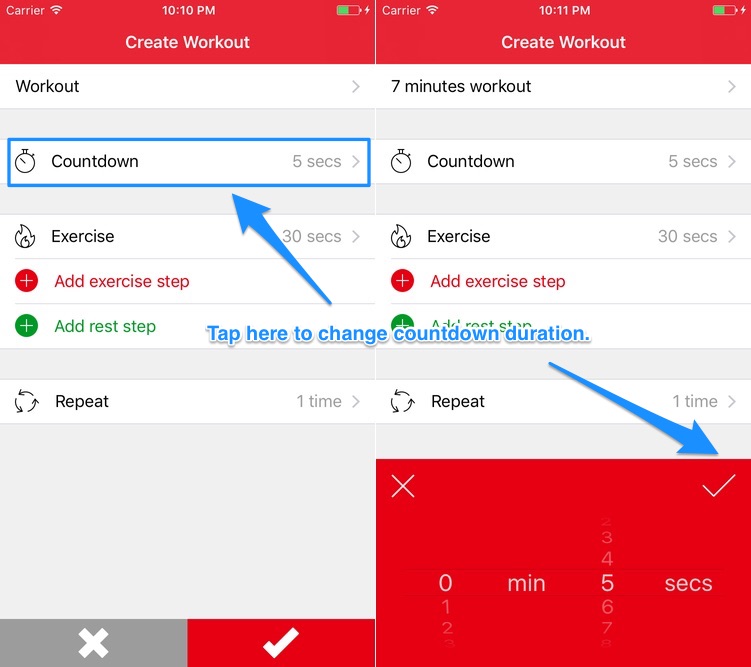 Carrier 10:10 PM
Create Workout
Workout
Countdown 5 secs
Exercise 30 secs
Add exercise step
Add rest step
Repeat 1 time
Carrier 10:11 PM
Create Workout
7 minutes workout
Countdown 5 secs
Exercise 30 secs
Add exercise step
Add rest step
Tap here to change countdown duration.
Repeat 1 time
2
3
4
0 min 5 secs
1 6
2 7
3 8